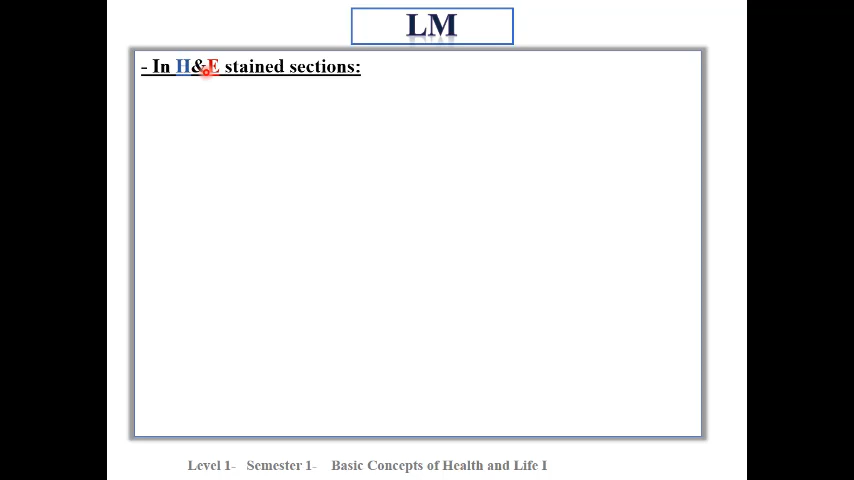 LM
- In H&E stained sections:
Level 1- Semester 1- Basic Concepts of Health and Life I